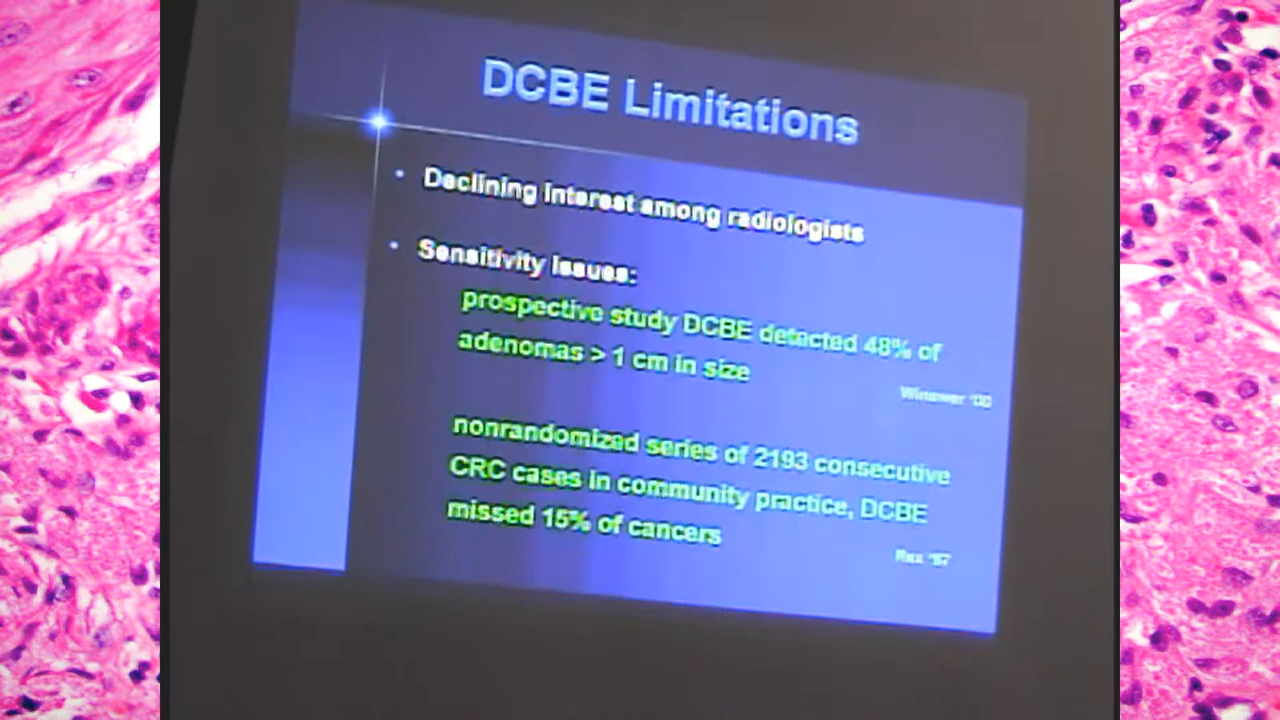 DCBE Limitations
• Declining interest among radiologists
• Sensitivity issues:
prospective study DCBE detected 48% of
adenomas > 1 cm in size
Winawer '00
nonrandomized series of 2193 consecutive
CRC cases in community practice, DCBE
missed 15% of cancers
Rex '97